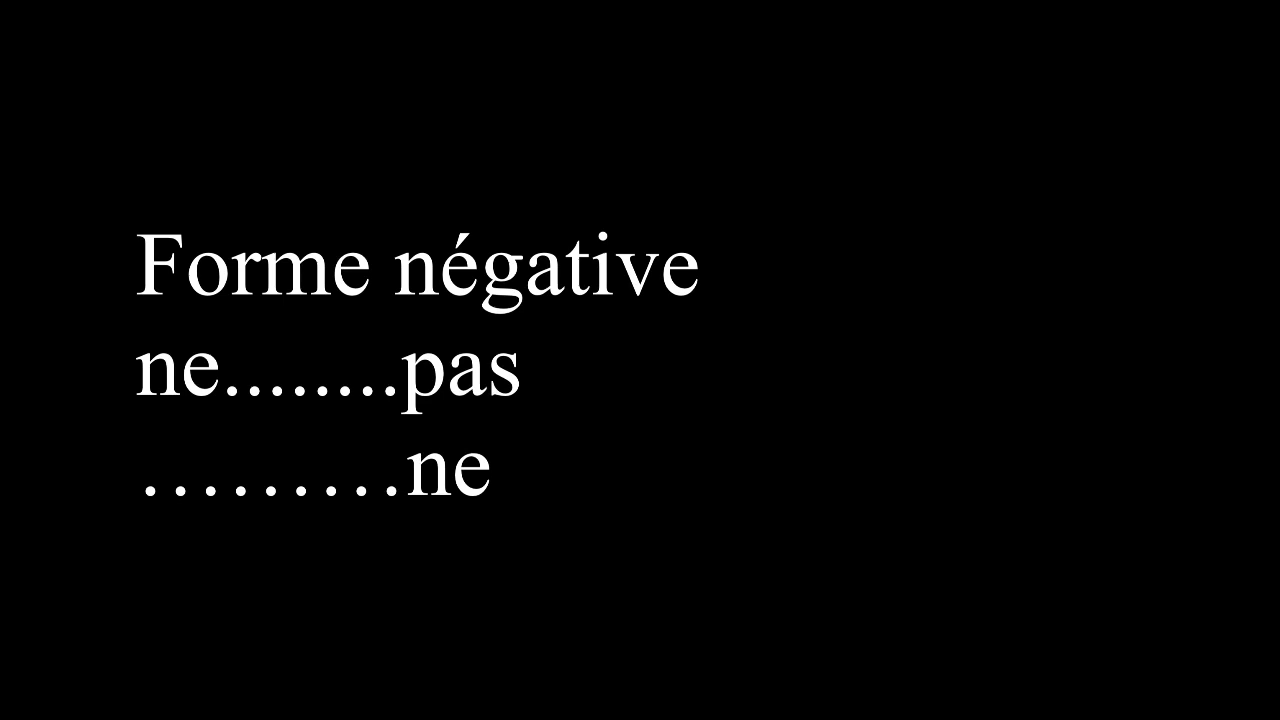 Forme négative
ne........pas
………ne